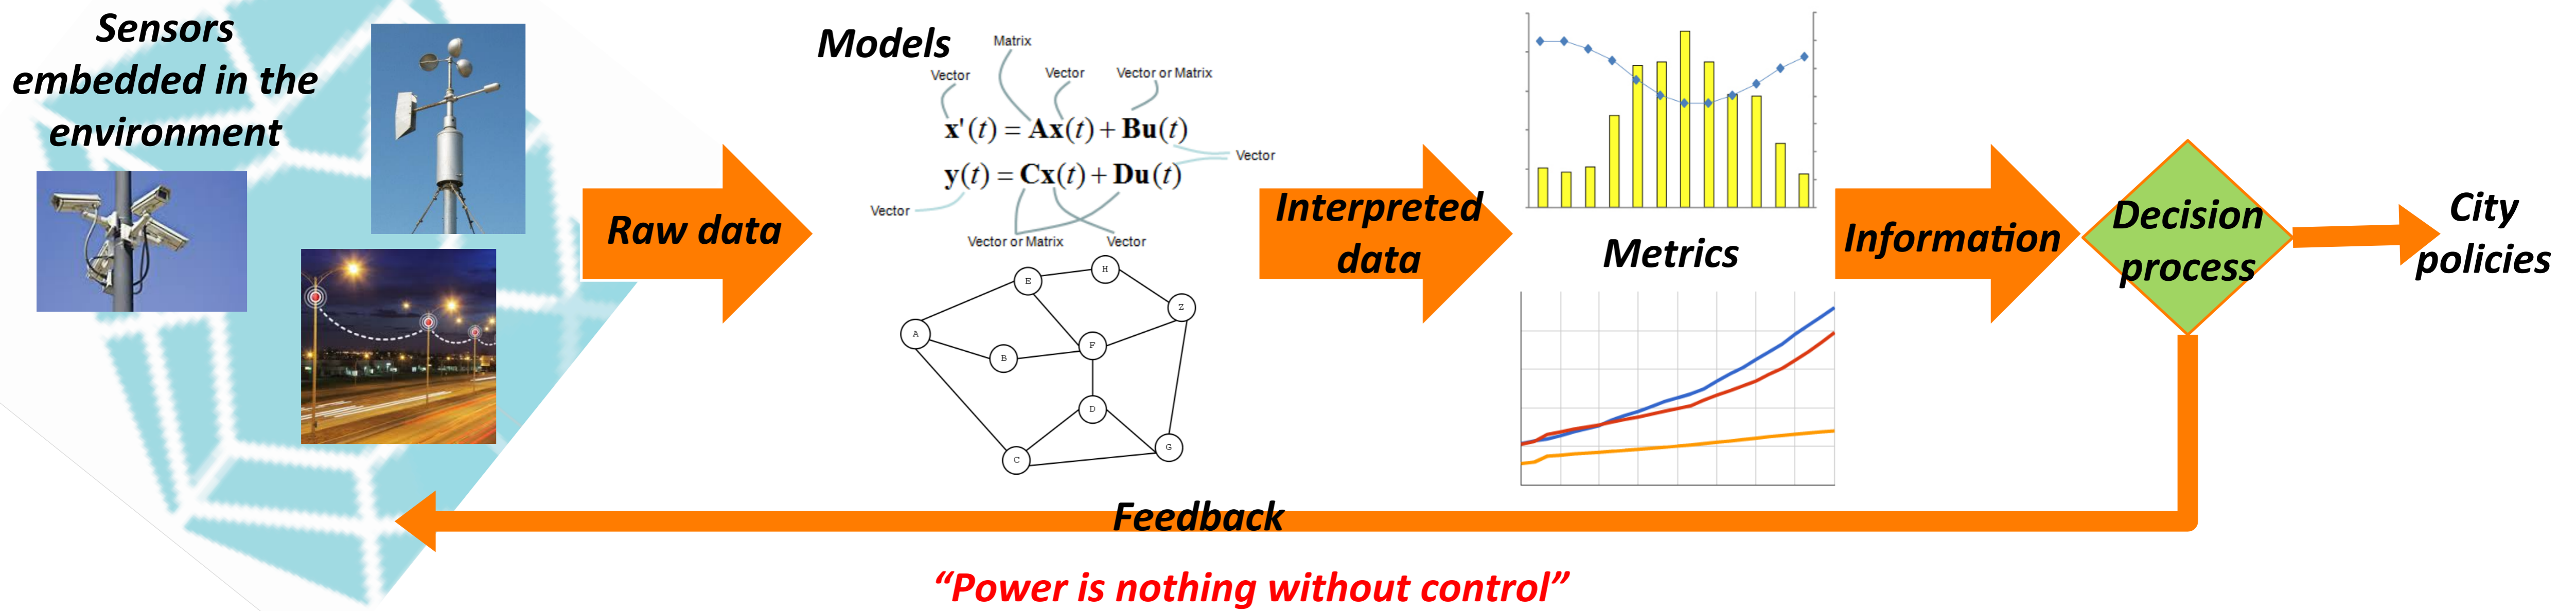 Sensors
embedded in the
environment
Raw data
Models
Matrix
Vector
Vector
Vector or Matrix
x'(t) = Ax(t) + Bu(t)
Vector
y(t) = Cx(t) + Du(t)
Vector
Vector or Matrix
Vector
E
H
Z
A
B
F
D
C
G
Interpreted
data
Metrics
Information
Decision
process
City
policies
Feedback
“Power is nothing without control”